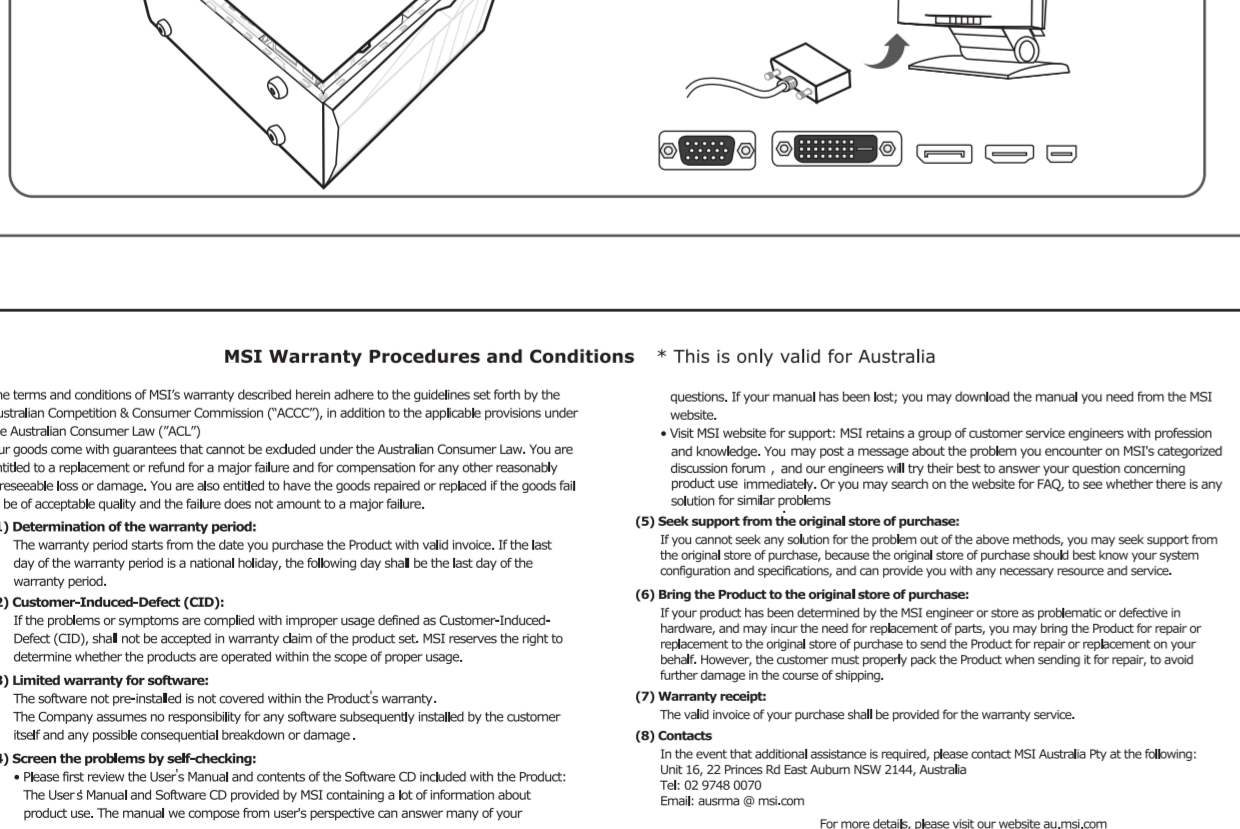 MSI Warranty Procedures and Conditions * This is only valid for Australia
terms and conditions of MSI's warranty described herein adhere to the guidelines set forth by the
Competition & Consumer Commission ("ACCC"), in addition to the applicable provisions under
Australian Consumer Law ("ACL")
goods come with guarantees that cannot be excluded under the Australian Consumer Law. You are
to a replacement or refund for a major failure and for compensation for any other reasonably
loss or damage. You are also entitled to have the goods repaired or replaced if the goods fail
be of acceptable quality and the failure does not amount to a major failure.
) Determination of the warranty period:
The warranty period starts from the date you purchase the Product with valid invoice. If the last
day of the warranty period is a national holiday, the following day shall be the last day of the
warranty period.
) Customer-Induced-Defect (CID):
If the problems or symptoms are complied with improper usage defined as Customer-Induced-
Defect (CID), shall not be accepted in warranty claim of the product set. MSI reserves the right to
determine whether the products are operated within the scope of proper usage.
) Limited warranty for software:
The software not pre-installed is not covered within the Product's warranty.
The Company assumes no responsibility for any software subsequently installed by the customer
itself and any possible consequential breakdown or damage.
) Screen the problems by self-checking:
• Please first review the User's Manual and contents of the Software CD included with the Product:
The User's Manual and Software CD provided by MSI containing a lot of information about
product use. The manual we compose from user's perspective can answer many of your
questions. If your manual has been lost; you may download the manual you need from the MSI
website.
• Visit MSI website for support: MSI retains a group of customer service engineers with profession
and knowledge. You may post a message about the problem you encounter on MSI's categorized
discussion forum , and our engineers will try their best to answer your question concerning
product use immediately. Or you may search on the website for FAQ, to see whether there is any
solution for similar problems.
(5) Seek support from the original store of purchase:
If you cannot seek any solution for the problem out of the above methods, you may seek support from
the original store of purchase, because the original store of purchase should best know your system
configuration and specifications, and can provide you with any necessary resource and service.
(6) Bring the Product to the original store of purchase:
If your product has been determined by the MSI engineer or store as problematic or defective in
hardware, and may incur the need for replacement of parts, you may bring the Product for repair or
replacement to the original store of purchase to send the Product for repair or replacement on your
behalf. However, the customer must properly pack the Product when sending it for repair, to avoid
further damage in the course of shipping.
(7) Warranty receipt:
The valid invoice of your purchase shall be provided for the warranty service.
(8) Contacts
In the event that additional assistance is required, please contact MSI Australia Pty at the following:
Unit 16, 22 Princes Rd East Auburn NSW 2144, Australia
Tel: 02 9748 0070
Email: ausrma @ msi.com
For more details, please visit our website au.msi.com